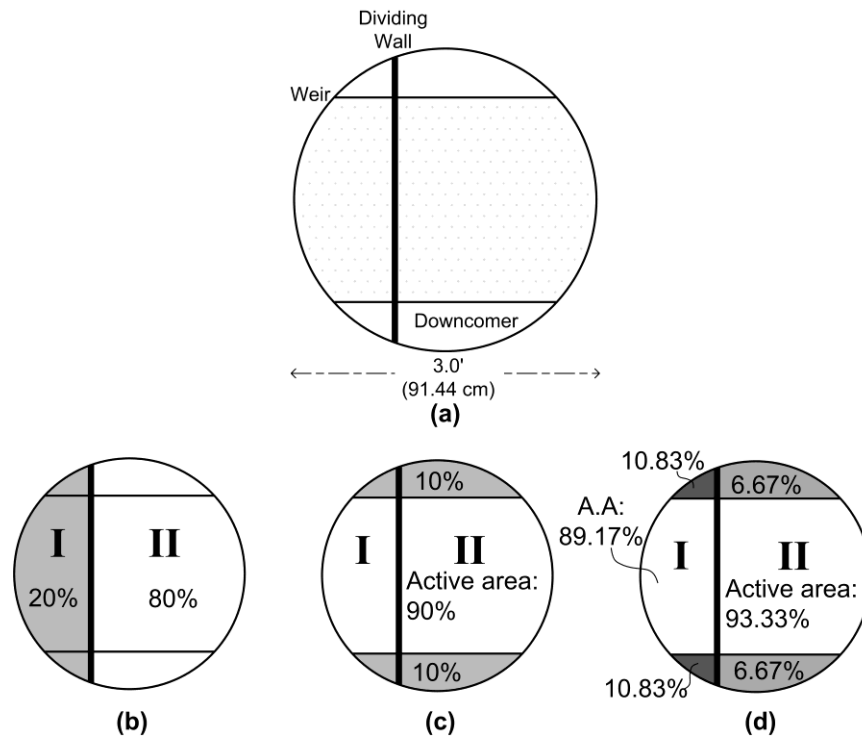 Dividing
Wall
Weir
Downcomer
3.0'
(91.44 cm)
(a)
I
II
20%
80%
(b)
10%
I
II
Active area:
90%
10%
(c)
10.83%
6.67%
A.A:
89.17%
I
II
Active area:
93.33%
10.83%
6.67%
(d)